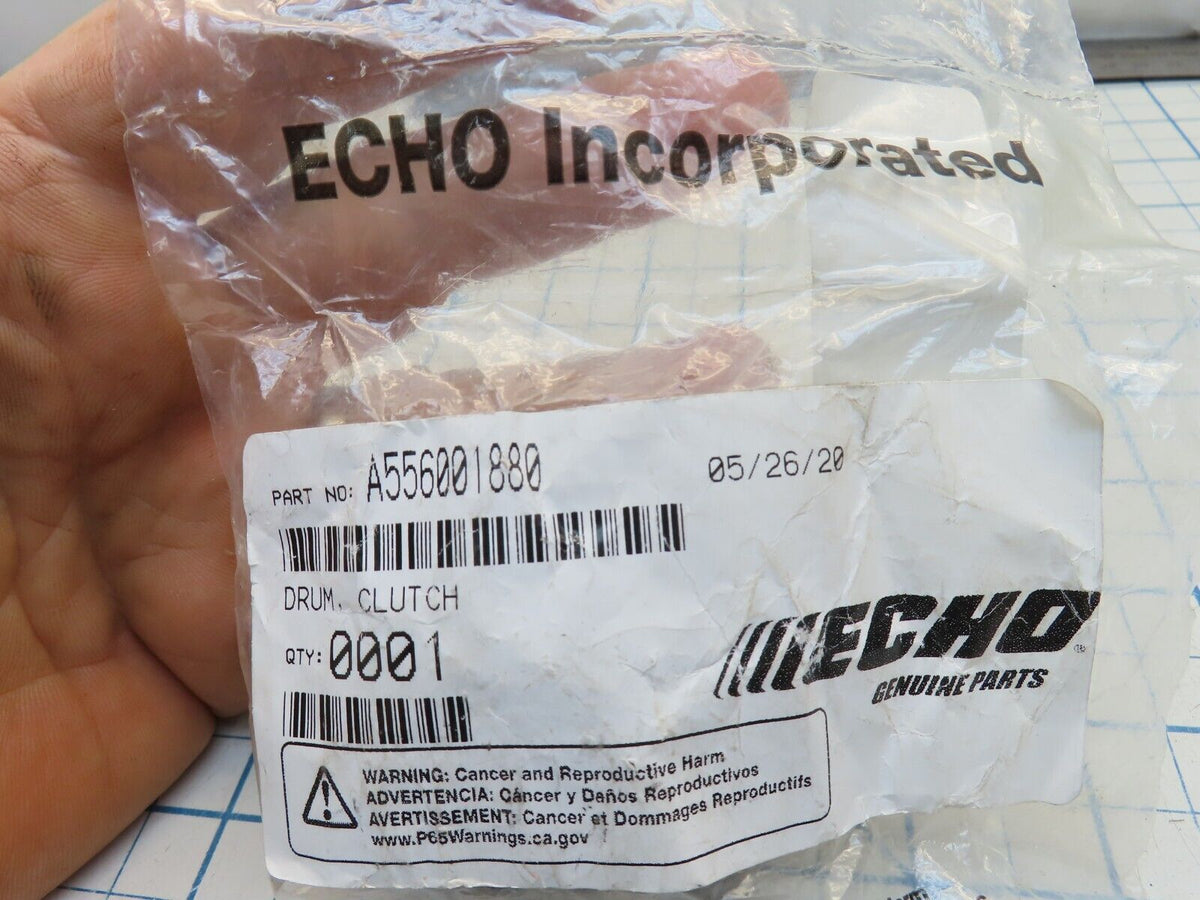 ECHO Incorporated
PART NO: A556001880 05/26/20
DRUM, CLUTCH
QTY: 0001
ECHO®
GENUINE PARTS
WARNING: Cancer and Reproductive Harm
ADVERTENCIA: Cáncer y Daños Reproductivos
AVERTISSEMENT: Cancer et Dommages Reproductifs
www.P65Warnings.ca.gov